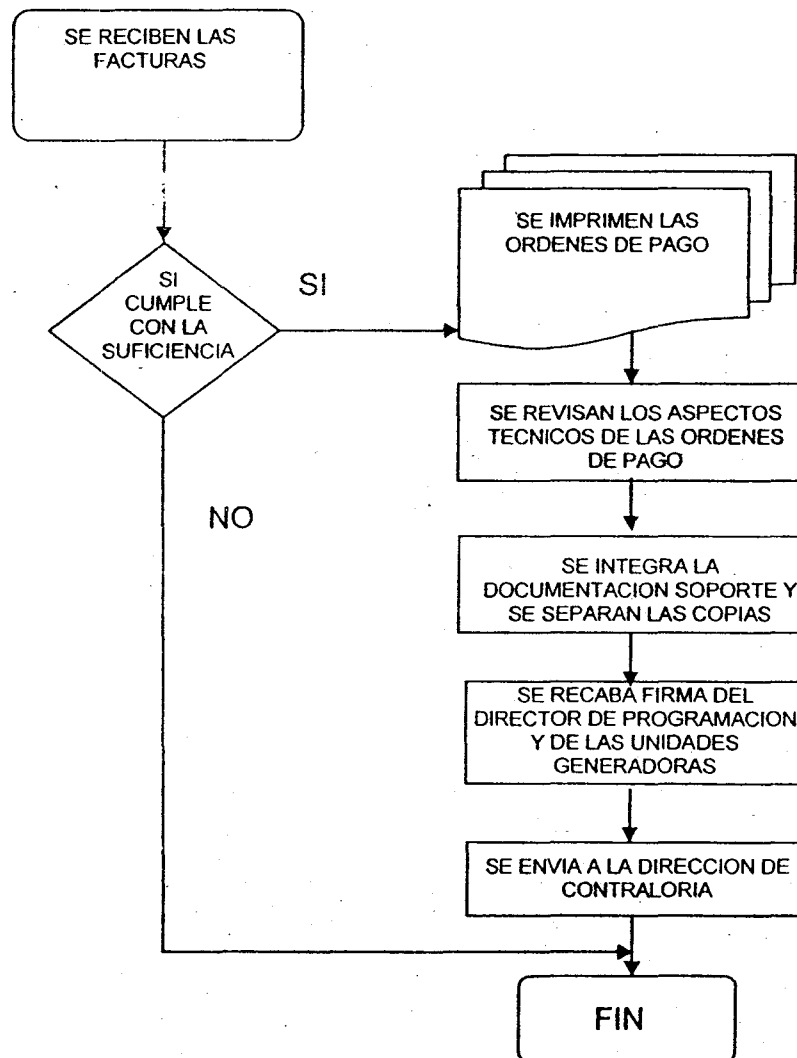 SE RECIBEN LAS
FACTURAS
SI
CUMPLE
CON LA
SUFICIENCIA
SI
NO
SE IMPRIMEN LAS
ORDENES DE PAGO
SE REVISAN LOS ASPECTOS
TECNICOS DE LAS ORDENES
DE PAGO
SE INTEGRA LA
DOCUMENTACION SOPORTE Y
SE SEPARAN LAS COPIAS
SE RECABA FIRMA DEL
DIRECTOR DE PROGRAMACION
Y DE LAS UNIDADES
GENERADORAS
SE ENVIA A LA DIRECCION DE
CONTRALORIA
FIN